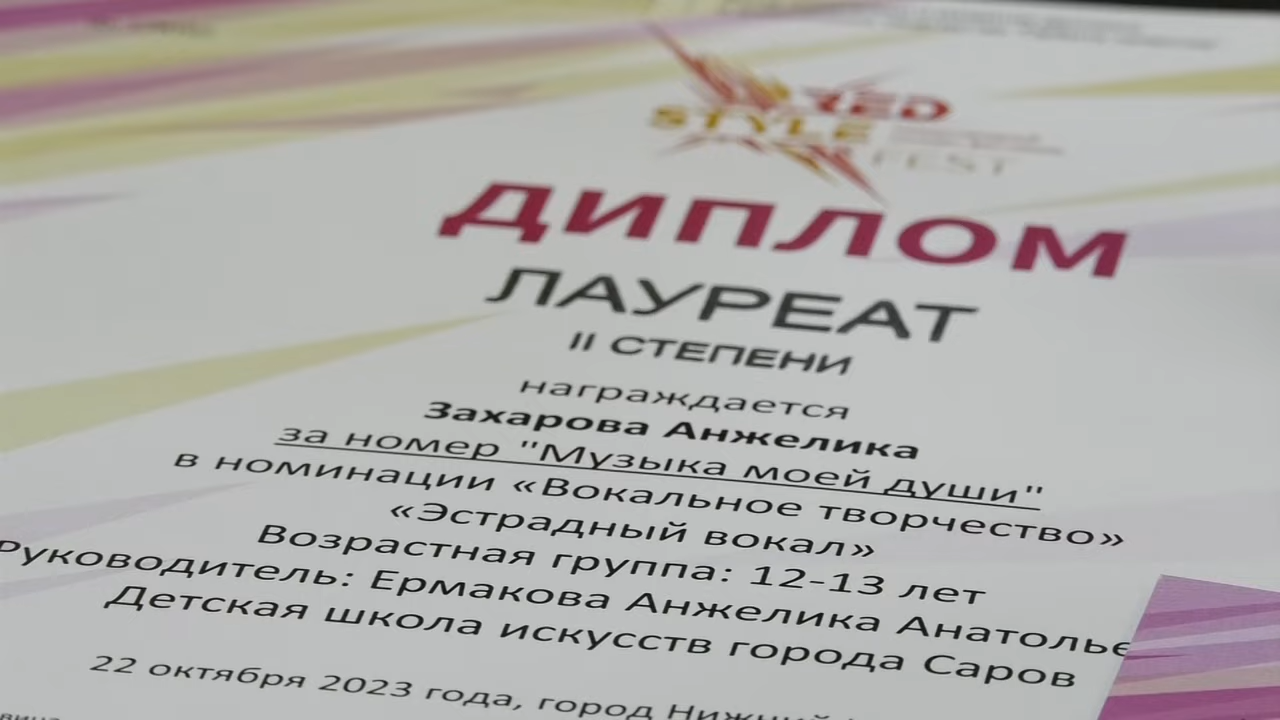 STYLE
FEST
ДИПЛОМ
ЛАУРЕАТ
II СТЕПЕНИ
награждается
Захарова Анжелика
за номер "Музыка моей души"
в номинации «Вокальное творчество»
«Эстрадный вокал»
Возрастная группа: 12-13 лет
Руководитель: Ермакова Анжелика Анатолье
Детская школа искусств города Саров
22 октября 2023 года, город Нижний